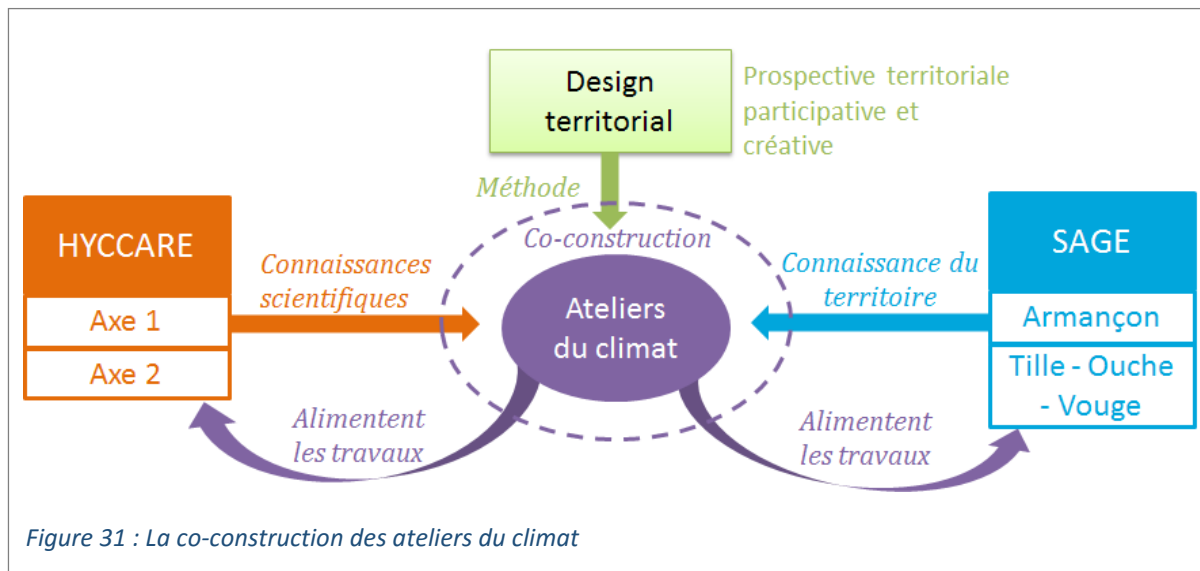 Design
territorial
Prospective territoriale
participative et
créative
Méthode
HYCCARE
Axe 1
Axe 2
Connaissances
scientifiques
Co-construction
Ateliers
du climat
Connaissance du
territoire
SAGE
Armançon
Tille - Ouche
- Vouge
Alimentent
les travaux
Alimentent
les travaux
Figure 31 : La co-construction des ateliers du climat